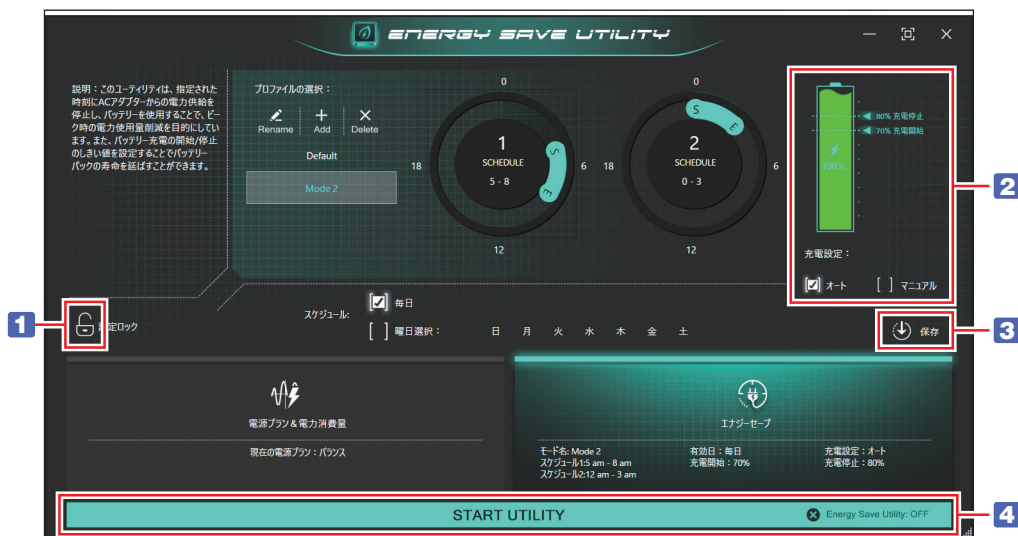 ENERGY SAVE UTILITY
説明：このユーティリティは、指定された
時刻にACアダプターからの電力供給を
停止し、バッテリーを使用することで、ピー
ク時の電力使用量削減を目的にしてい
ます。また、バッテリー充電の開始/停止
のしきい値を設定することでバッテリー
パックの寿命を延ばすことができます。
プロファイルの選択：
Rename Add Delete
Default
Mode 2
0
18
6
12
1
SCHEDULE
5 - 8
S
E
0
18
6
12
2
SCHEDULE
0 - 3
S
E
80% 充電停止
70% 充電開始
100%
充電設定：
オート マニュアル
2
1
定ロック
スケジュール:
毎日
曜日選択： 日 月 火 水 木 金 土
保存
3
電源プラン＆電力消費量
現在の電源プラン：バランス
エナジーセーブ
モード名: Mode 2 有効日：毎日 充電設定：オート
スケジュール1:5 am - 8 am 充電開始：70% 充電停止：80%
スケジュール2:12 am - 3 am
START UTILITY
Energy Save Utility: OFF
4